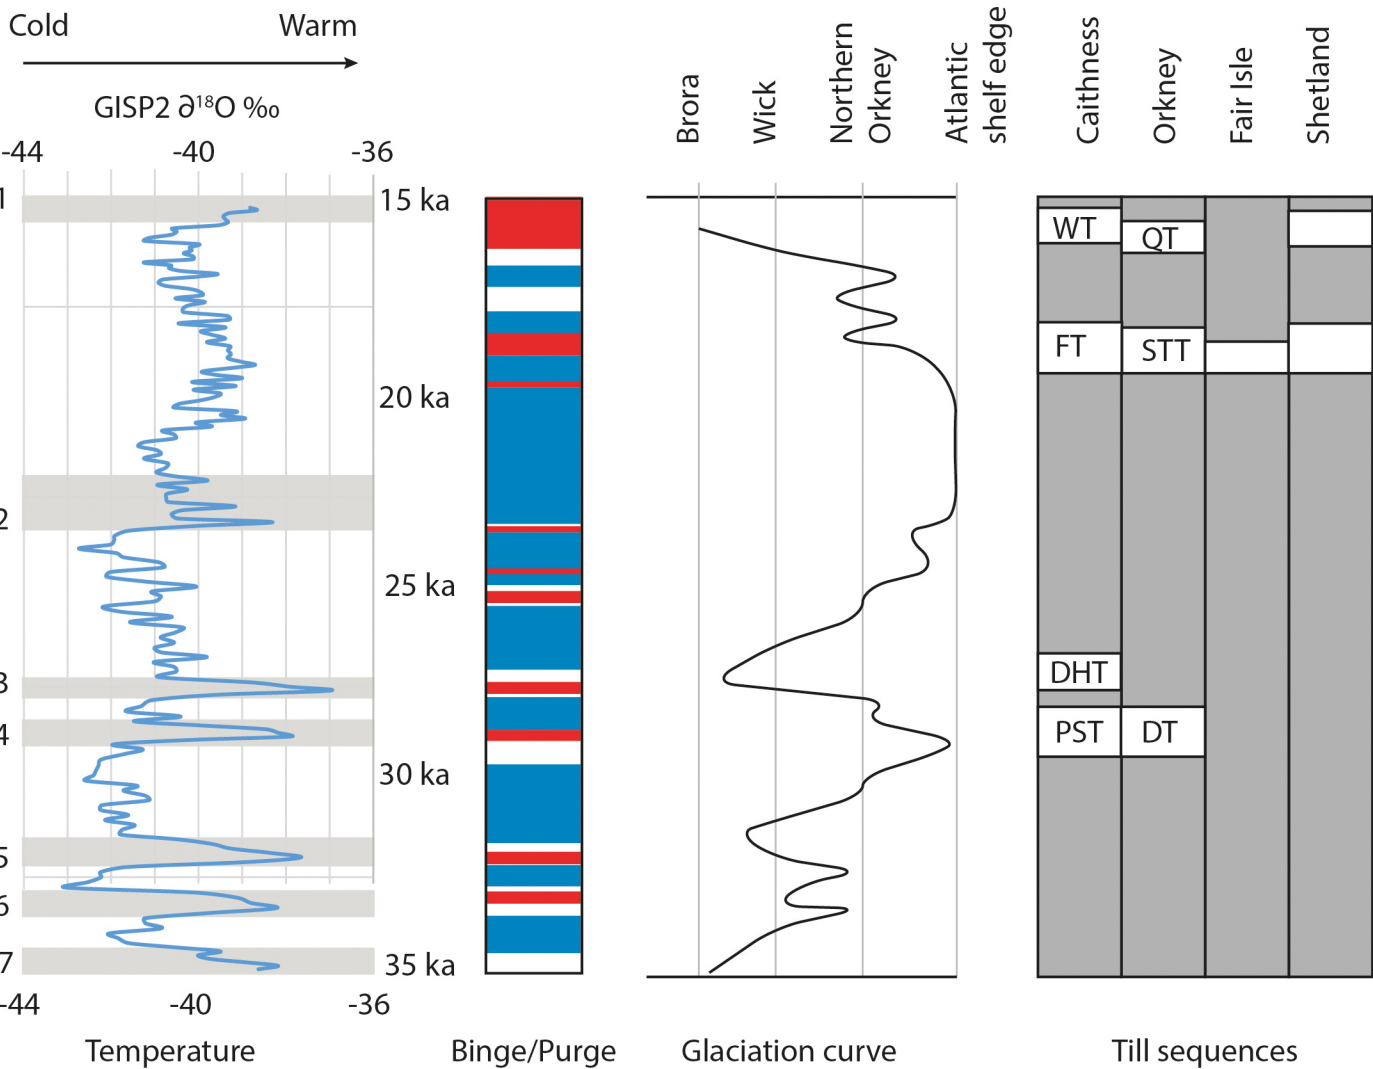 Cold Warm
GISP2 ∂18O ‰
-44 -40 -36
Brora
Wick
Northern
Orkney
Atlantic
shelf edge
Caithness
Orkney
Fair Isle
Shetland
1
2
3
4
5
6
7
15 ka
20 ka
25 ka
30 ka
35 ka
WT
QT
FT
STT
DHT
PST
DT
-44 -40 -36
Temperature
Binge/Purge
Glaciation curve
Till sequences